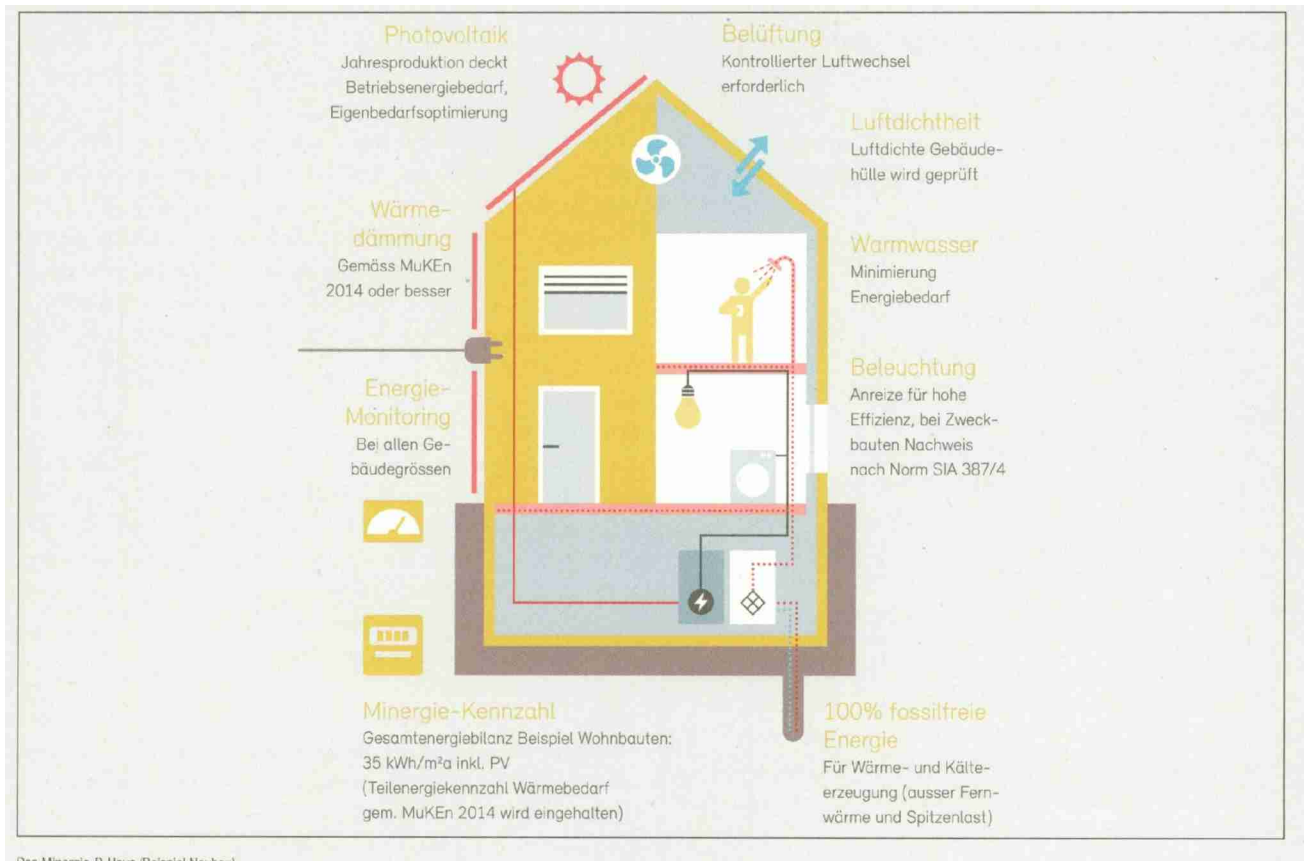 Photovoltaik
Jahresproduktion deckt
Betriebsenergiebedarf,
Eigenbedarfsoptimierung
Belüftung
Kontrollierter Luftwechsel
erforderlich
Luftdichtheit
Luftdichte Gebäude-
hülle wird geprüft
Wärme-
dämmung
Gemäss MuKEn
2014 oder besser
Warmwasser
Minimierung
Energiebedarf
Energie-
Monitoring
Bei allen Ge-
bäudegrössen
Beleuchtung
Anreize für hohe
Effizienz, bei Zweck-
bauten Nachweis
nach Norm SIA 387/4
Minergie-Kennzahl
Gesamtenergiebilanz Beispiel Wohnbauten:
35 kWh/m²a inkl. PV
(Teilenergiekennzahl Wärmebedarf
gem. MuKEn 2014 wird eingehalten)
100% fossilfreie
Energie
Für Wärme- und Kälte-
erzeugung (ausser Fern-
wärme und Spitzenlast)